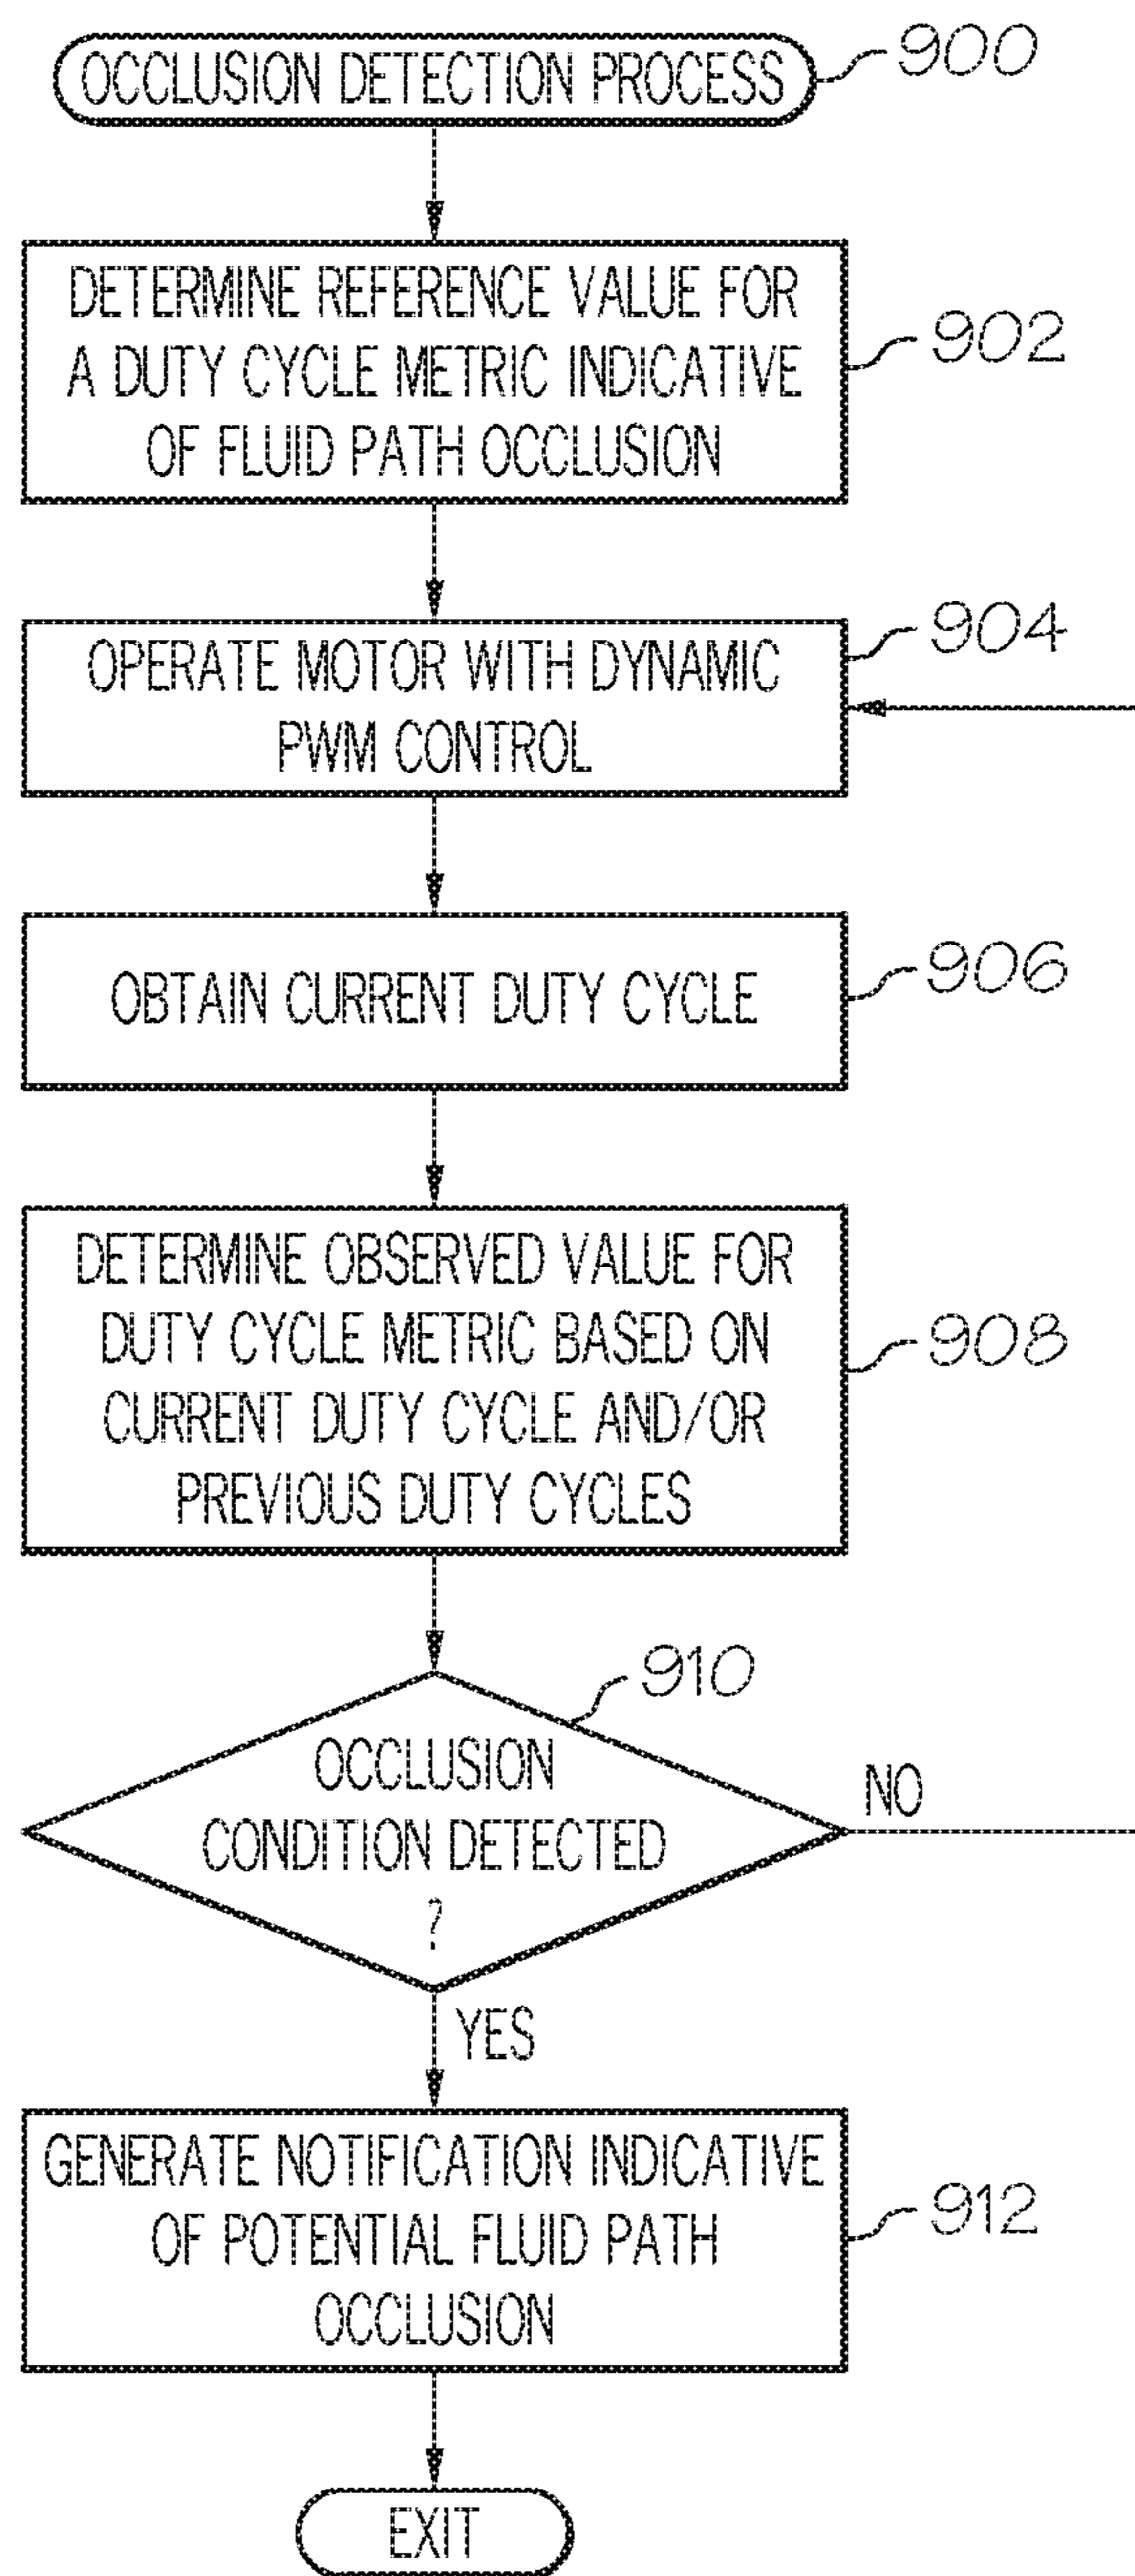 OCCLUSION DETECTION PROCESS
900
DETERMINE REFERENCE VALUE FOR
A DUTY CYCLE METRIC INDICATIVE
OF FLUID PATH OCCLUSION
902
OPERATE MOTOR WITH DYNAMIC
PWM CONTROL
904
OBTAIN CURRENT DUTY CYCLE
906
DETERMINE OBSERVED VALUE FOR
DUTY CYCLE METRIC BASED ON
CURRENT DUTY CYCLE AND/OR
PREVIOUS DUTY CYCLES
908
910
OCCLUSION
CONDITION DETECTED
?
NO
YES
GENERATE NOTIFICATION INDICATIVE
OF POTENTIAL FLUID PATH
OCCLUSION
912
EXIT